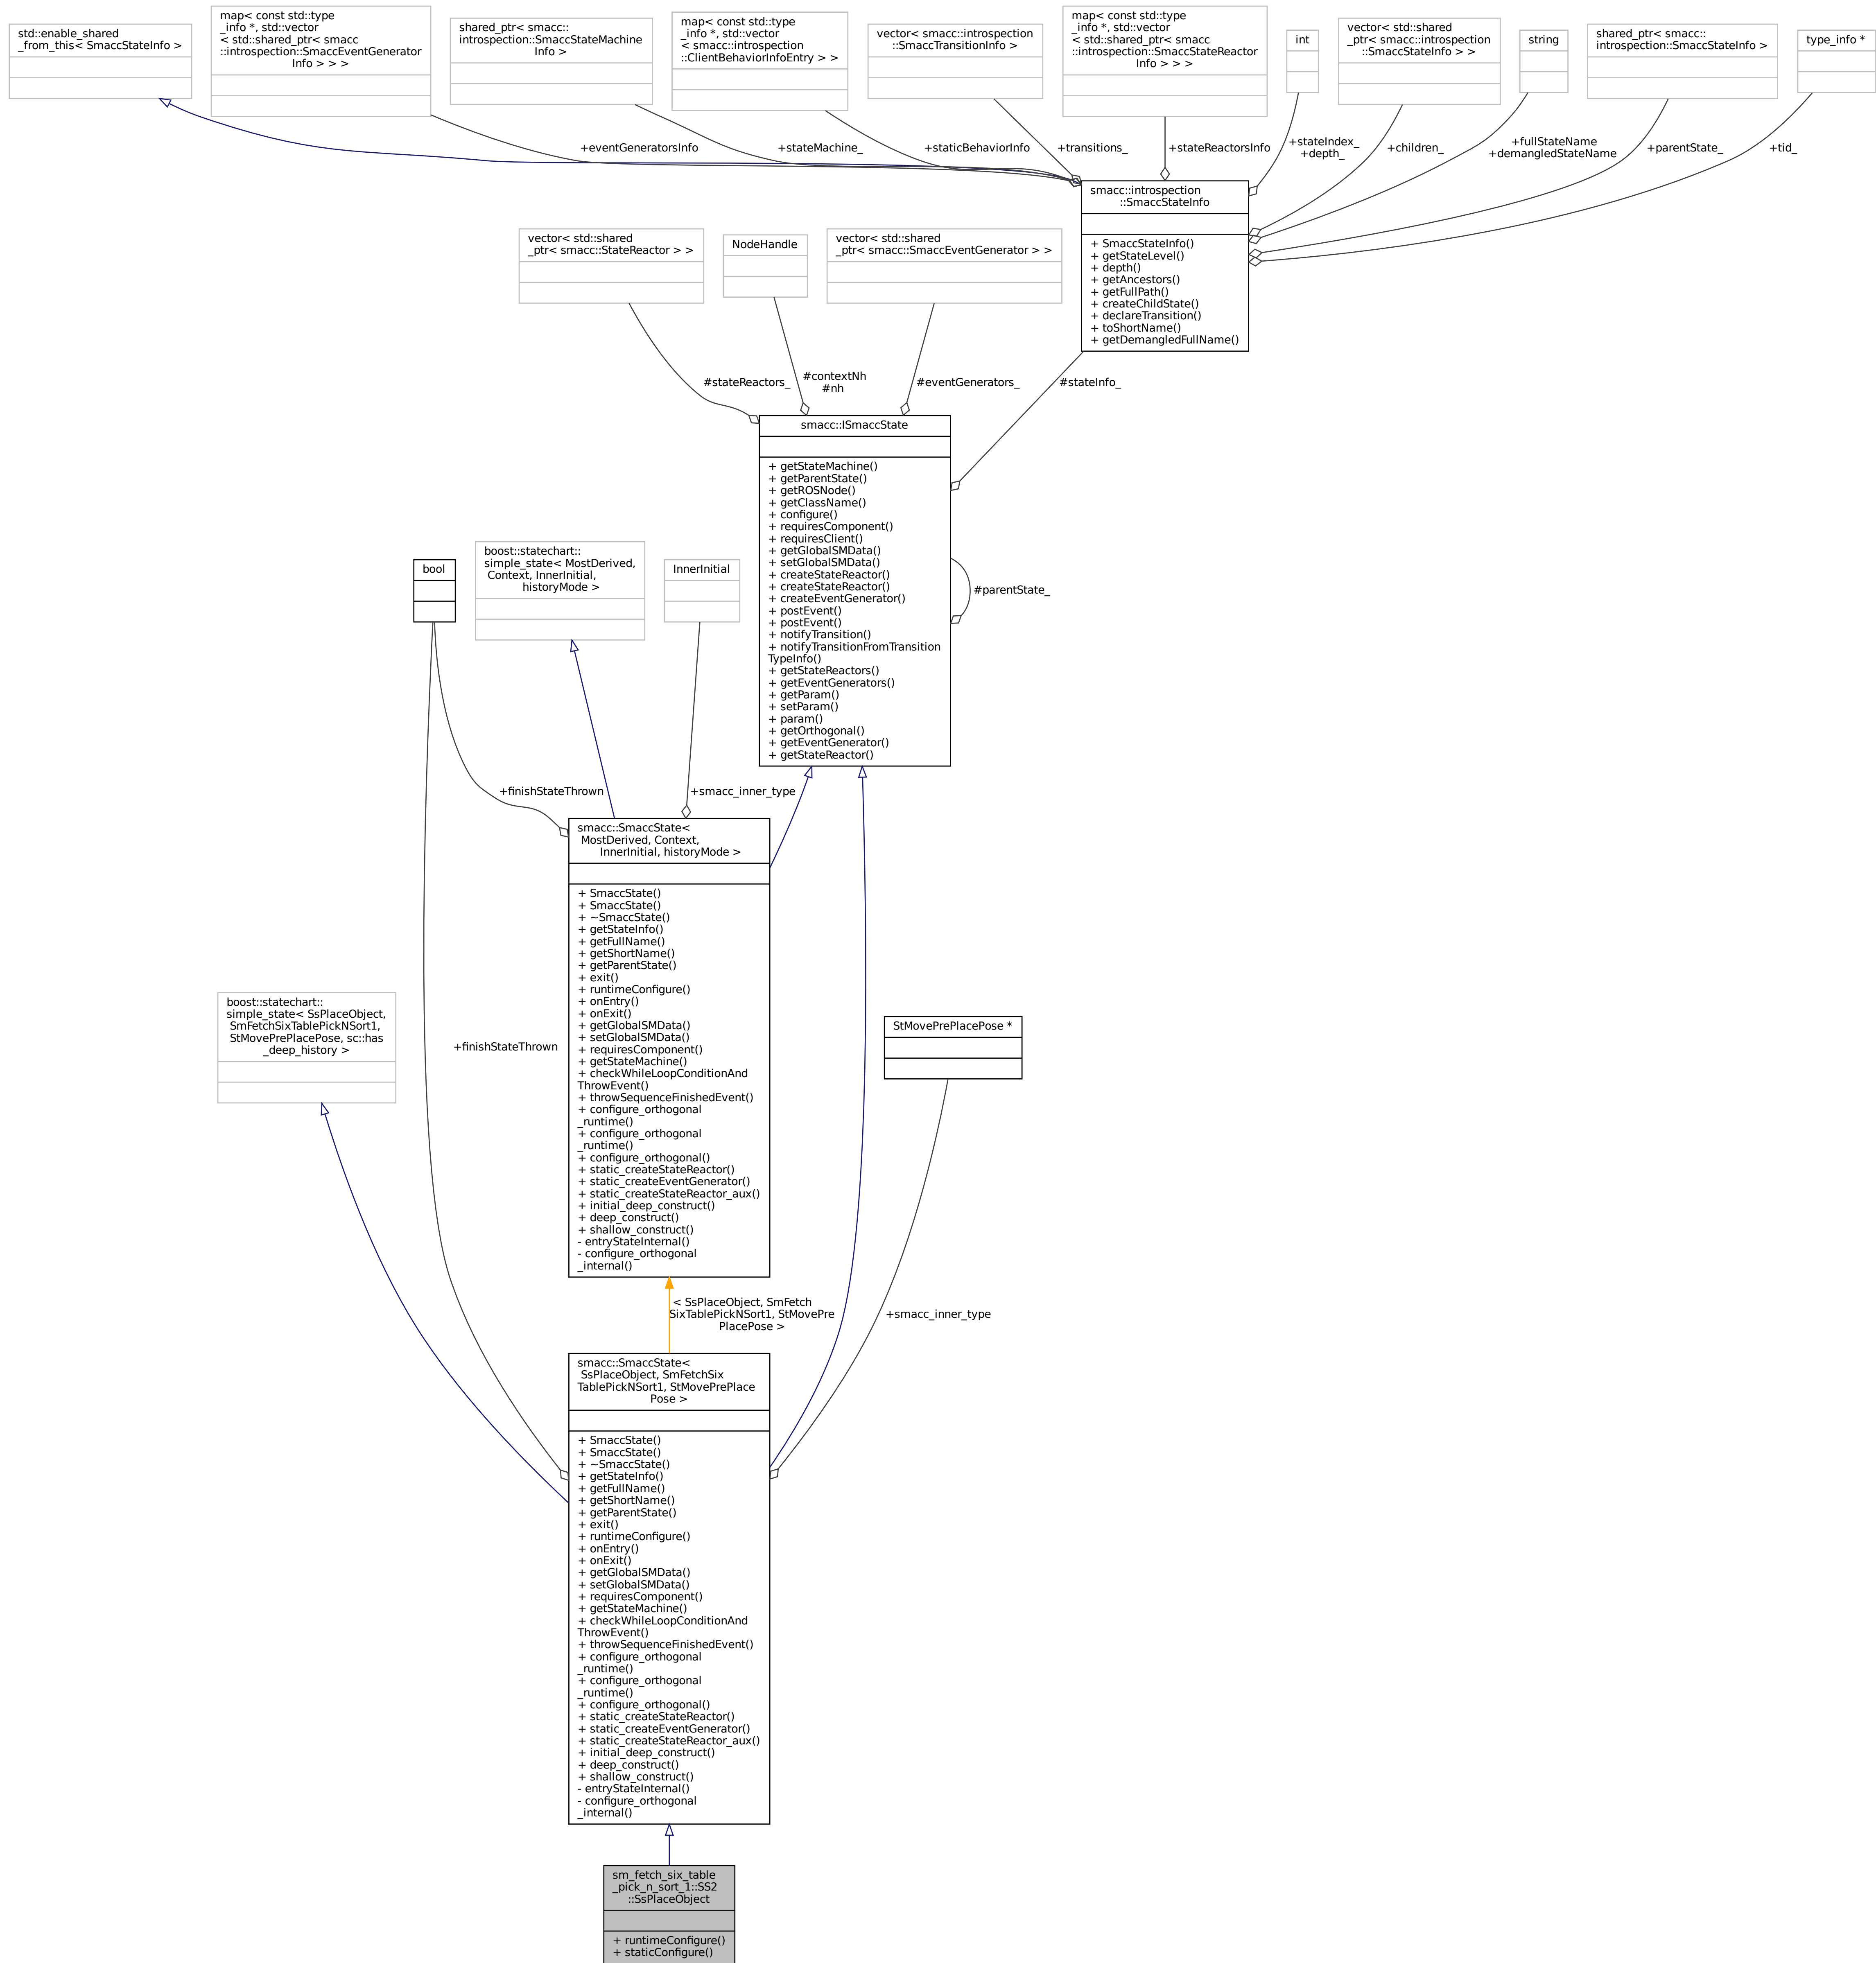 std::enable_shared
_from_this< SmaccStateInfo >
map< const std::type
_info *, std::vector
< std::shared_ptr< smacc
::introspection::SmaccEventGenerator
Info > > >
shared_ptr< smacc::
introspection::SmaccStateMachine
Info >
map< const std::type
_info *, std::vector
< smacc::introspection
::ClientBehaviorInfoEntry > >
vector< smacc::introspection
::SmaccTransitionInfo >
map< const std::type
_info *, std::vector
< std::shared_ptr< smacc
::introspection::SmaccStateReactor
Info > > >
int
vector< std::shared
_ptr< smacc::introspection
::SmaccStateInfo > >
string
shared_ptr< smacc::
introspection::SmaccStateInfo >
type_info *
+eventGeneratorsInfo
+stateMachine_
+staticBehaviorInfo
+transitions_
+stateReactorsInfo
+stateIndex_
+depth_
+children_
+fullStateName
+demangledStateName
+parentState_
+tid_
smacc::introspection
::SmaccStateInfo
+ SmaccStateInfo()
+ getStateLevel()
+ depth()
+ getAncestors()
+ getFullPath()
+ createChildState()
+ declareTransition()
+ toShortName()
+ getDemangledFullName()
vector< std::shared
_ptr< smacc::StateReactor > >
NodeHandle
vector< std::shared
_ptr< smacc::SmaccEventGenerator > >
#stateReactors_
#contextNh
#nh
#eventGenerators_
#stateInfo_
smacc::ISmaccState
+ getStateMachine()
+ getParentState()
+ getROSNode()
+ getClassName()
+ configure()
+ requiresComponent()
+ requiresClient()
+ getGlobalSMData()
+ setGlobalSMData()
+ createStateReactor()
+ createStateReactor()
+ createEventGenerator()
+ postEvent()
+ postEvent()
+ notifyTransition()
+ notifyTransitionFromTransition
TypeInfo()
+ getStateReactors()
+ getEventGenerators()
+ getParam()
+ setParam()
+ param()
+ getOrthogonal()
+ getEventGenerator()
+ getStateReactor()
#parentState_
bool
boost::statechart::
simple_state< MostDerived,
Context, InnerInitial,
historyMode >
InnerInitial
+finishStateThrown
+smacc_inner_type
smacc::SmaccState<
MostDerived, Context,
InnerInitial, historyMode >
+ SmaccState()
+ SmaccState()
+ ~SmaccState()
+ getStateInfo()
+ getFullName()
+ getShortName()
+ getParentState()
+ exit()
+ runtimeConfigure()
+ onEntry()
+ onExit()
+ getGlobalSMData()
+ setGlobalSMData()
+ requiresComponent()
+ getStateMachine()
+ checkWhileLoopConditionAnd
ThrowEvent()
+ throwSequenceFinishedEvent()
+ configure_orthogonal
_runtime()
+ configure_orthogonal
_runtime()
+ configure_orthogonal()
+ static_createStateReactor()
+ static_createEventGenerator()
+ static_createStateReactor_aux()
+ initial_deep_construct()
+ deep_construct()
+ shallow_construct()
- entryStateInternal()
- configure_orthogonal
_internal()
boost::statechart::
simple_state< SsPlaceObject,
SmFetchSixTablePickNSort1,
StMovePrePlacePose, sc::has
_deep_history >
+finishStateThrown
StMovePrePlacePose *
< SsPlaceObject, SmFetch
SixTablePickNSort1, StMovePre
PlacePose >
+smacc_inner_type
smacc::SmaccState<
SsPlaceObject, SmFetchSix
TablePickNSort1, StMovePrePlace
Pose >
+ SmaccState()
+ SmaccState()
+ ~SmaccState()
+ getStateInfo()
+ getFullName()
+ getShortName()
+ getParentState()
+ exit()
+ runtimeConfigure()
+ onEntry()
+ onExit()
+ getGlobalSMData()
+ setGlobalSMData()
+ requiresComponent()
+ getStateMachine()
+ checkWhileLoopConditionAnd
ThrowEvent()
+ throwSequenceFinishedEvent()
+ configure_orthogonal
_runtime()
+ configure_orthogonal
_runtime()
+ configure_orthogonal()
+ static_createStateReactor()
+ static_createEventGenerator()
+ static_createStateReactor_aux()
+ initial_deep_construct()
+ deep_construct()
+ shallow_construct()
- entryStateInternal()
- configure_orthogonal
_internal()
sm_fetch_six_table
_pick_n_sort_1::SS2
::SsPlaceObject
+ runtimeConfigure()
+ staticConfigure()